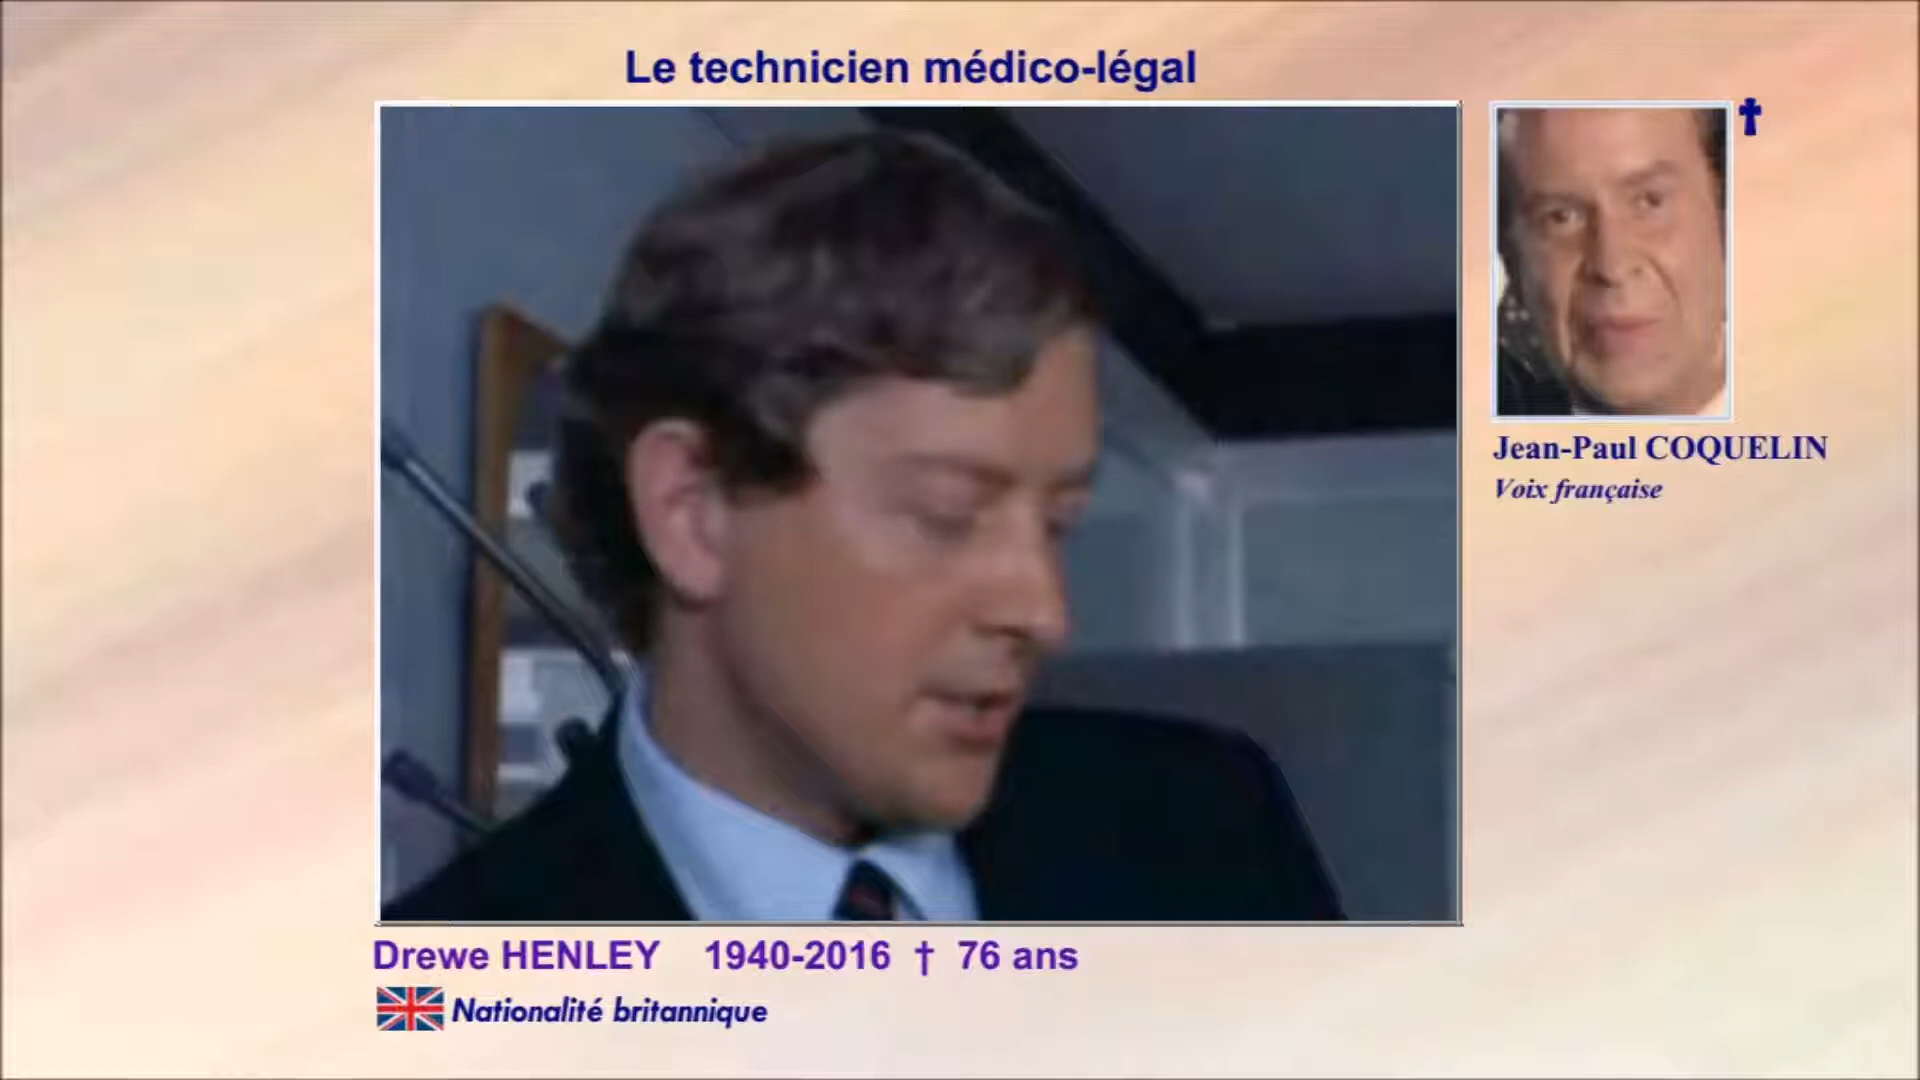 Le technicien médico-légal
✝
Jean-Paul COQUELIN
Voix française
Drewe HENLEY 1940-2016 † 76 ans
Nationalité britannique